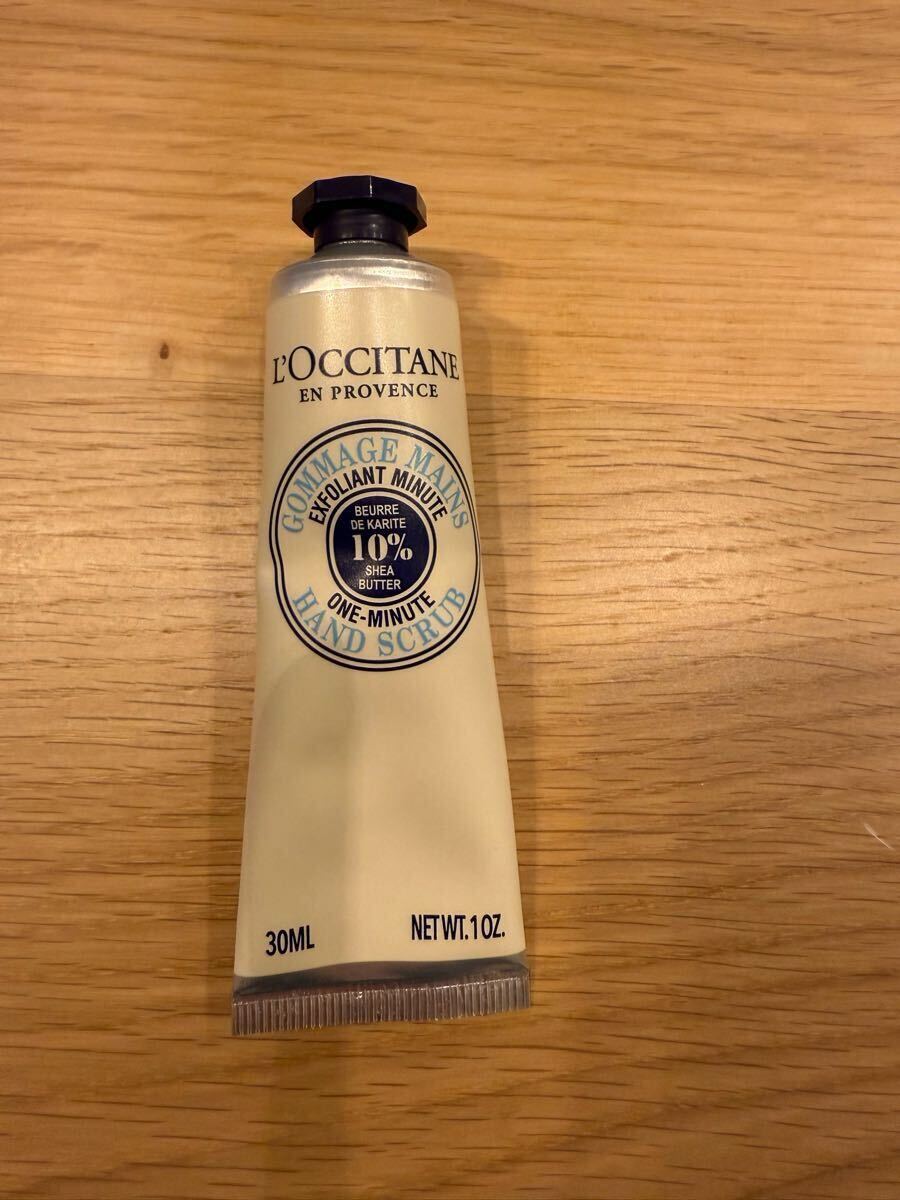 L'OCCITANE
EN PROVENCE
GOMMAGE MAINS
EXFOLIANT MINUTE
BEURRE
DE KARITE
10%
SHEA
BUTTER
ONE-MINUTE
HAND SCRUB
30ML
NET WT. 1 OZ.